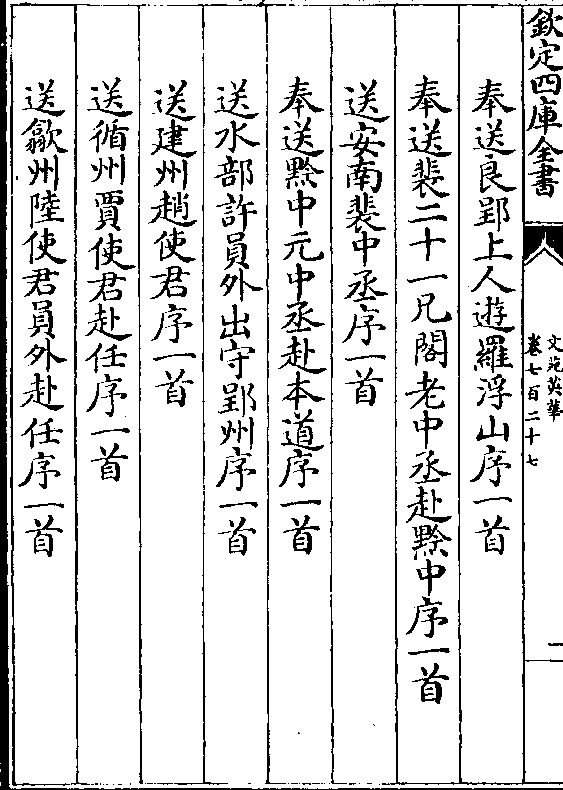 欽定四庫全書
文苑英華
卷七百二十七
一
奉送良郢上人遊羅浮山序一首
奉送裴二十一兄閣老中丞赴黔中序一首
送安南裴中丞序一首
奉送黔中元中丞赴本道序一首
送水部許員外出守郢州序一首
送建州趙使君序一首
送循州賈使君赴任序一首
送歙州陸使君員外赴任序一首